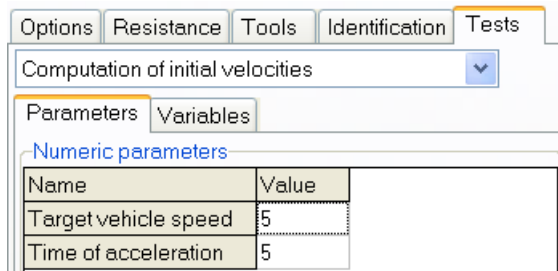 Options Resistance Tools Identification Tests
Computation of initial velocities
Parameters Variables
Numeric parameters
Name Value
Target vehicle speed 5
Time of acceleration 5